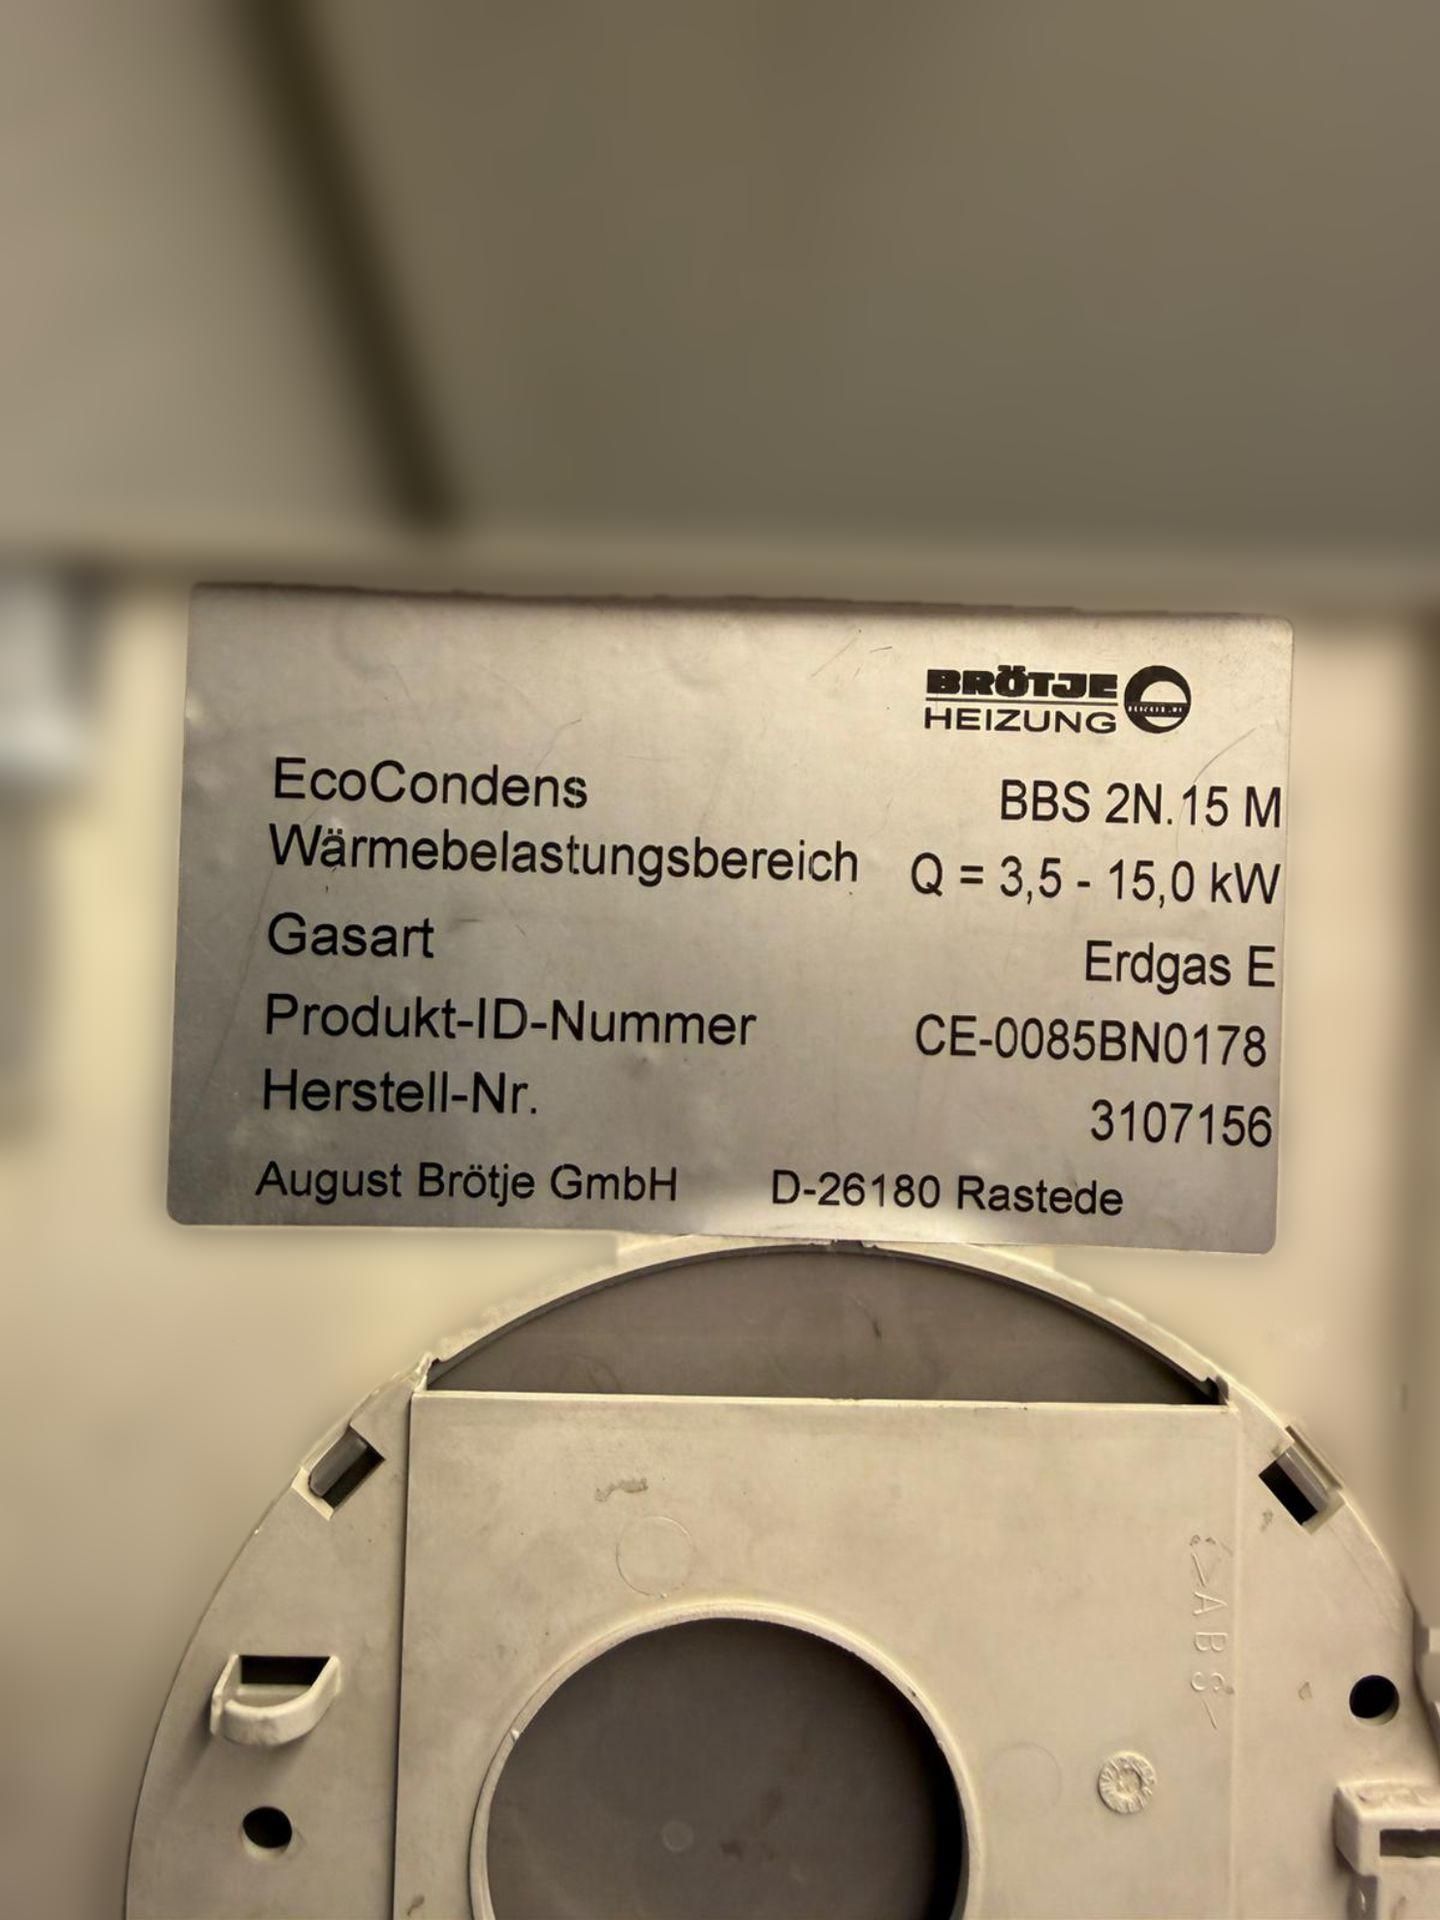 BRÖTJE
HEIZUNG
EcoCondens BBS 2N.15 M
Wärmebelastungsbereich Q = 3,5 - 15,0 kW
Gasart Erdgas E
Produkt-ID-Nummer CE-0085BN0178
Herstell-Nr. 3107156
August Brötje GmbH D-26180 Rastede
>ABS<